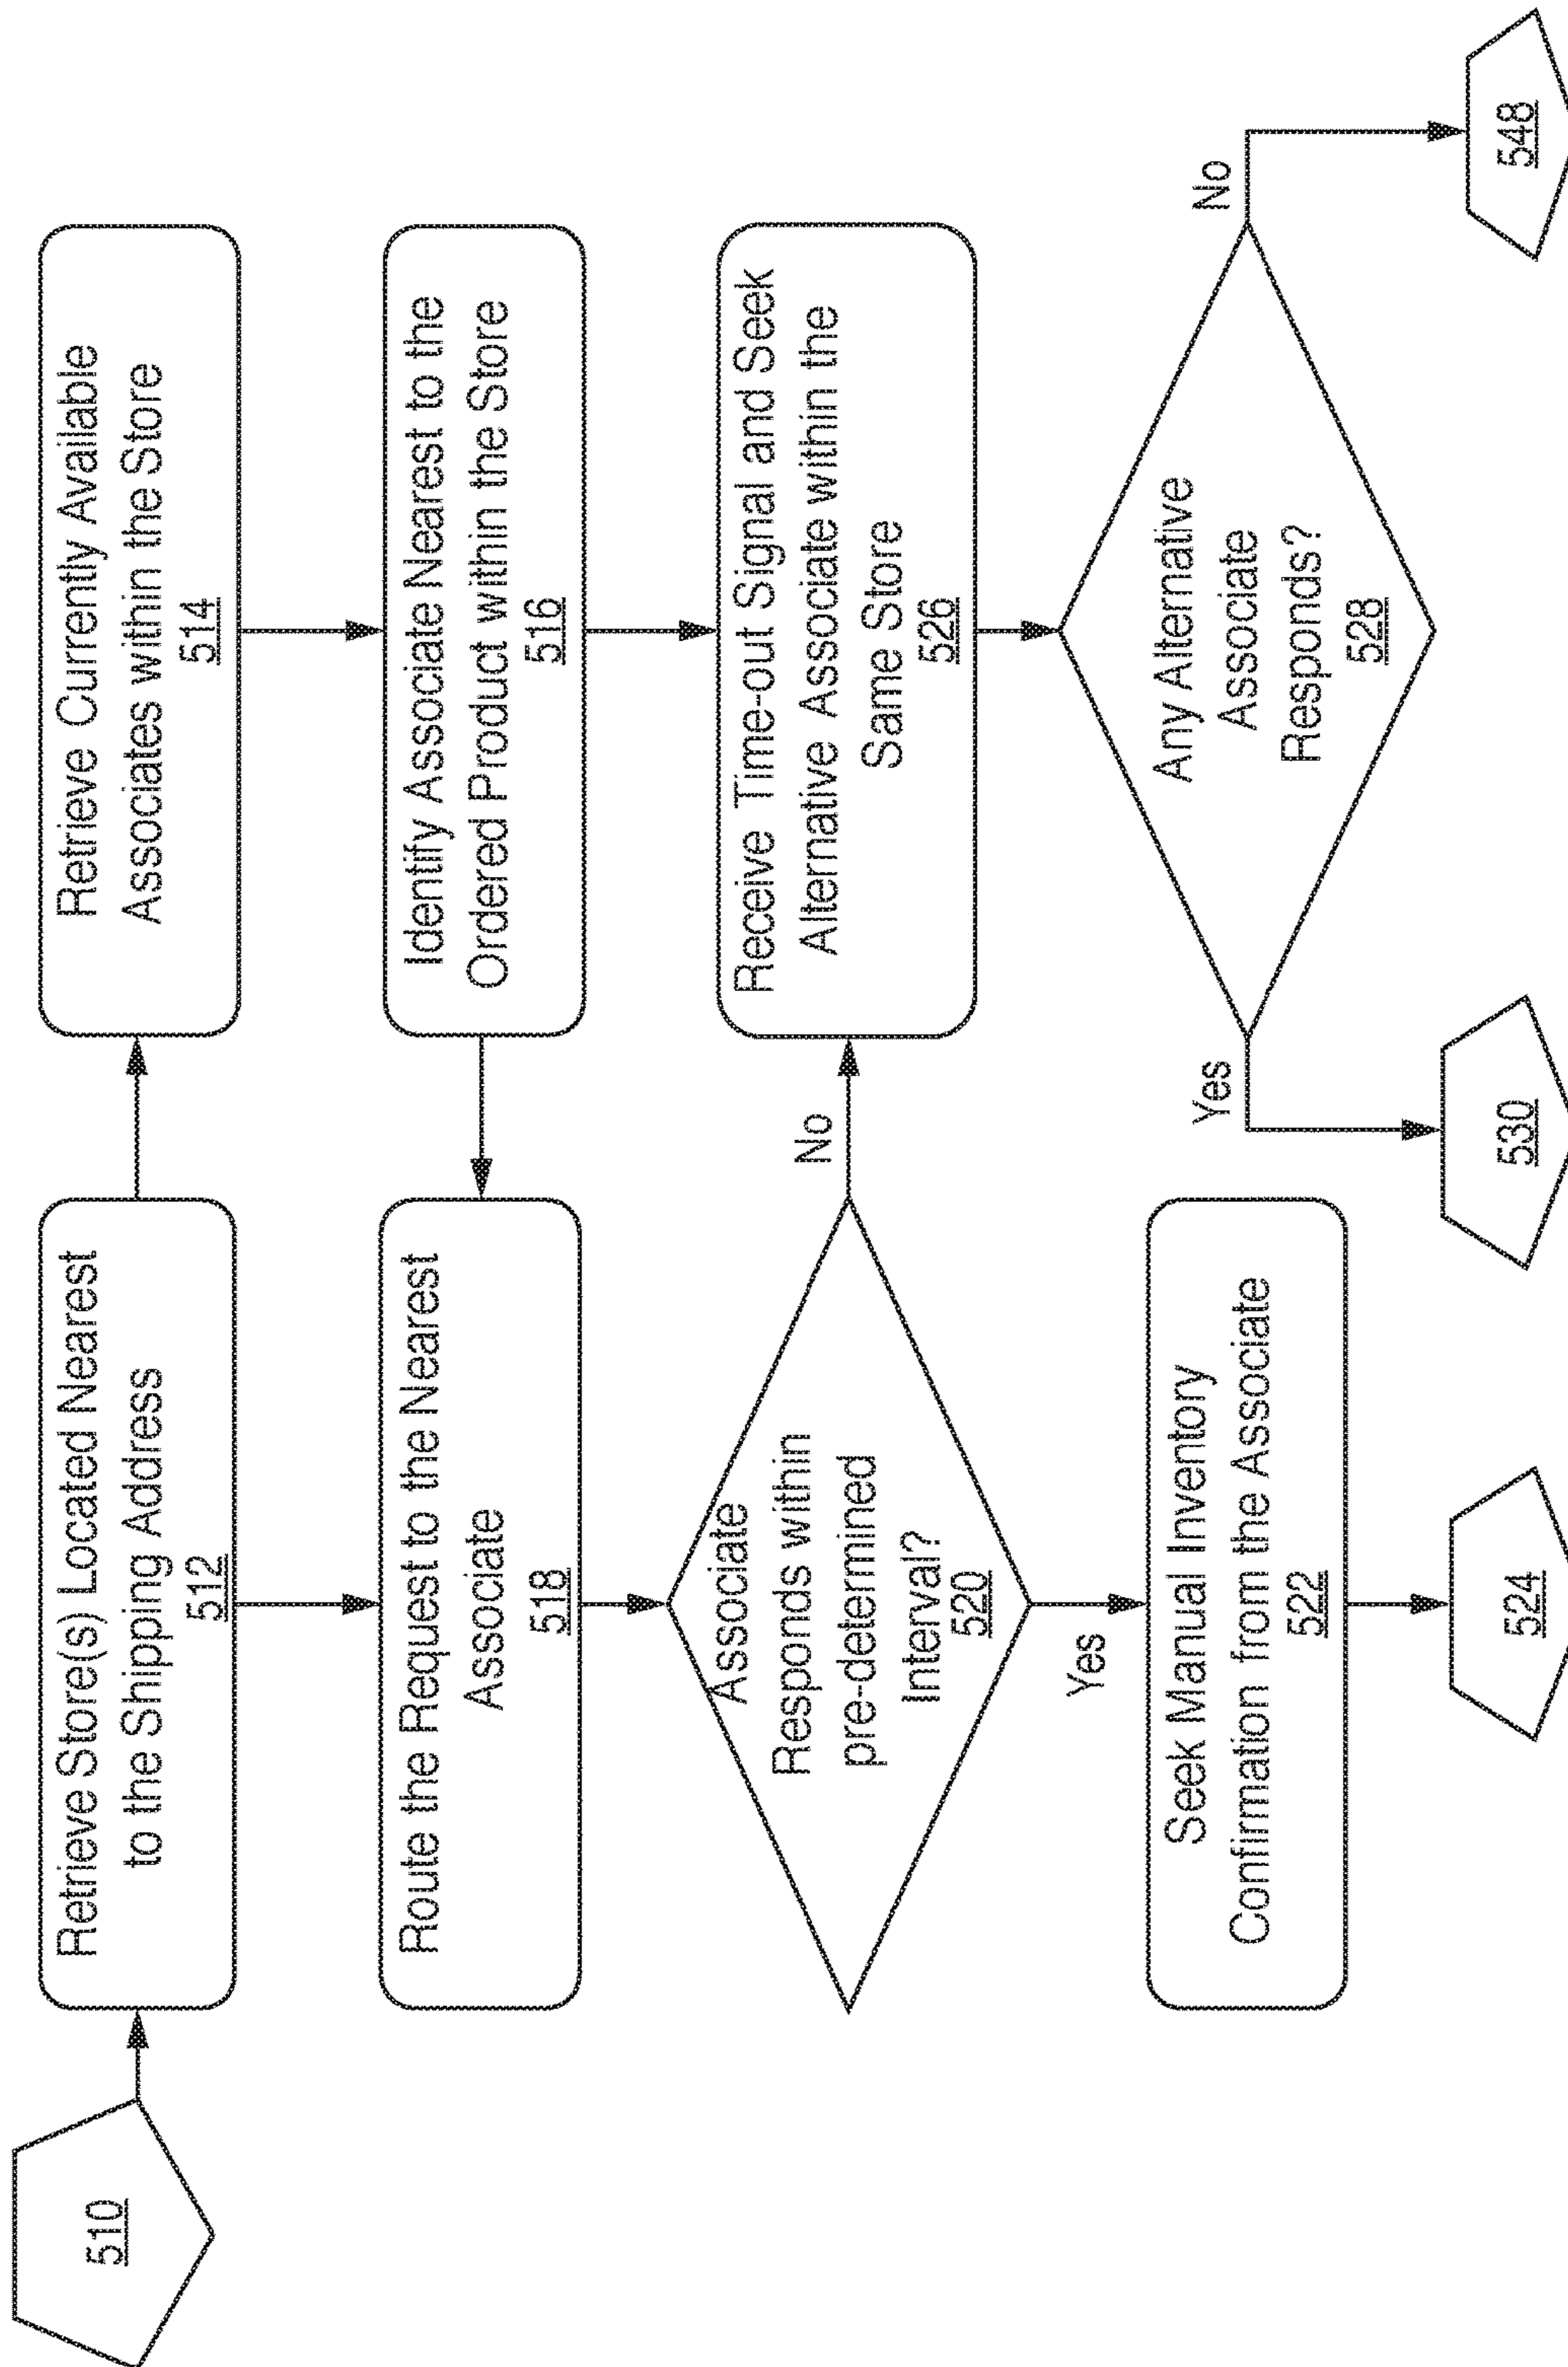 510
Retrieve Store(s) Located Nearest
to the Shipping Address
512
Retrieve Currently Available
Associates within the Store
514
Route the Request to the Nearest
Associate
518
Identify Associate Nearest to the
Ordered Product within the Store
516
Associate
Responds within
pre-determined
Interval?
520
No
Receive Time-out Signal and Seek
Alternative Associate within the
Same Store
526
Yes
Seek Manual Inventory
Confirmation from the Associate
522
524
Any Alternative
Associate
Responds?
528
Yes
No
530
548